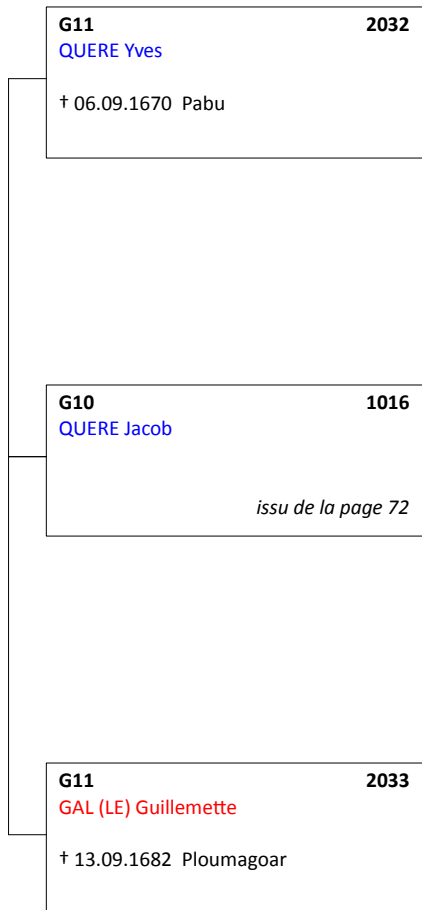 G11 2032
QUERE Yves
† 06.09.1670 Pabu
G10 1016
QUERE Jacob
issu de la page 72
G11 2033
GAL (LE) Guillemette
† 13.09.1682 Ploumagoar